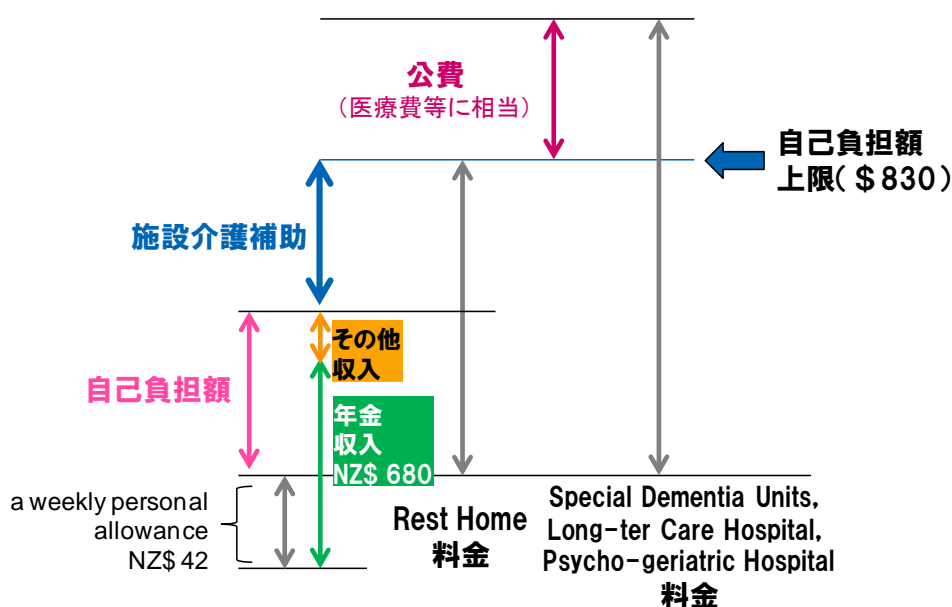 公費
（医療費等に相当）
自己負担額
上限（＄830）
施設介護補助
その他
収入
自己負担額
年金
収入
NZ$ 680
a weekly personal
allowance
NZ$ 42
Rest Home
料金
Special Dementia Units,
Long-ter Care Hospital,
Psycho-geriatric Hospital
料金